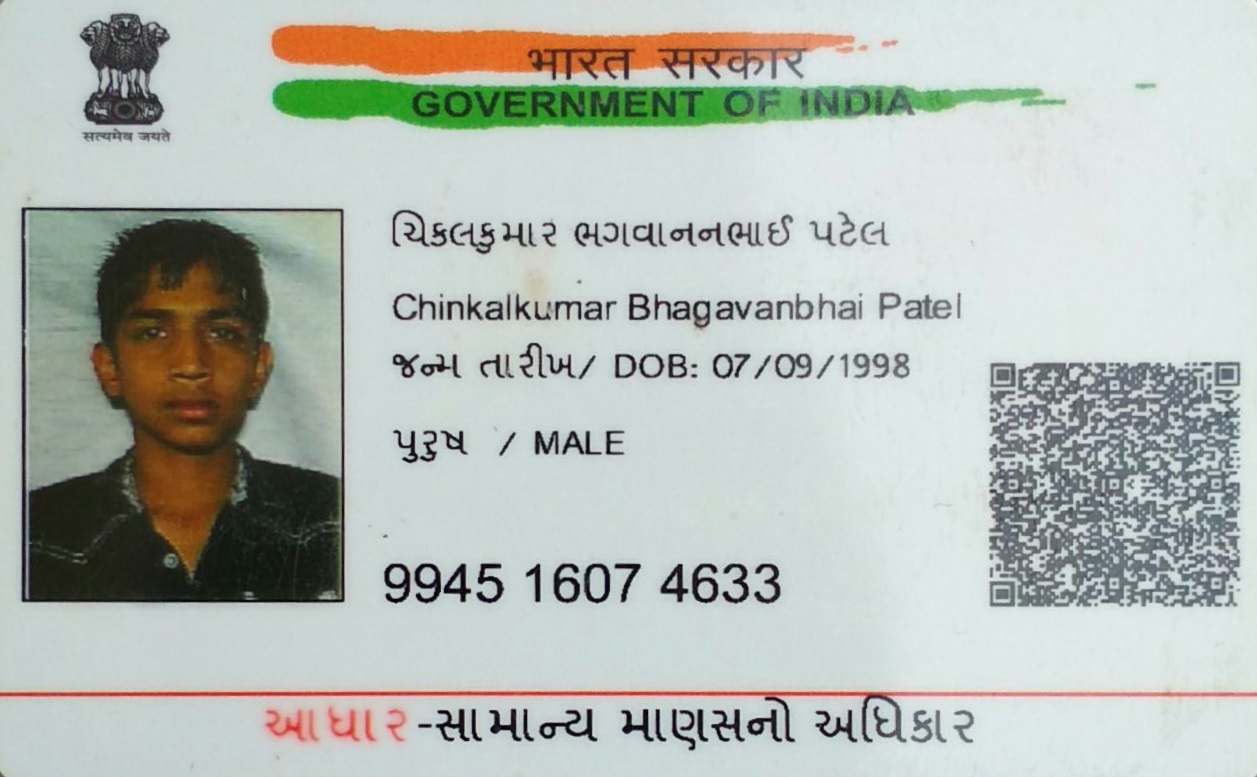 सत्यमेव जयते
भारत सरकार
GOVERNMENT OF INDIA
ચિકલકુમાર ભગવાનનભાઈ પટેલ
Chinkalkumar Bhagavanbhai Patel
જન્મ તારીખ/ DOB: 07/09/1998
પુરુષ / MALE
9945 1607 4633
આધાર-સામાન્ય માણસનો અધિકાર